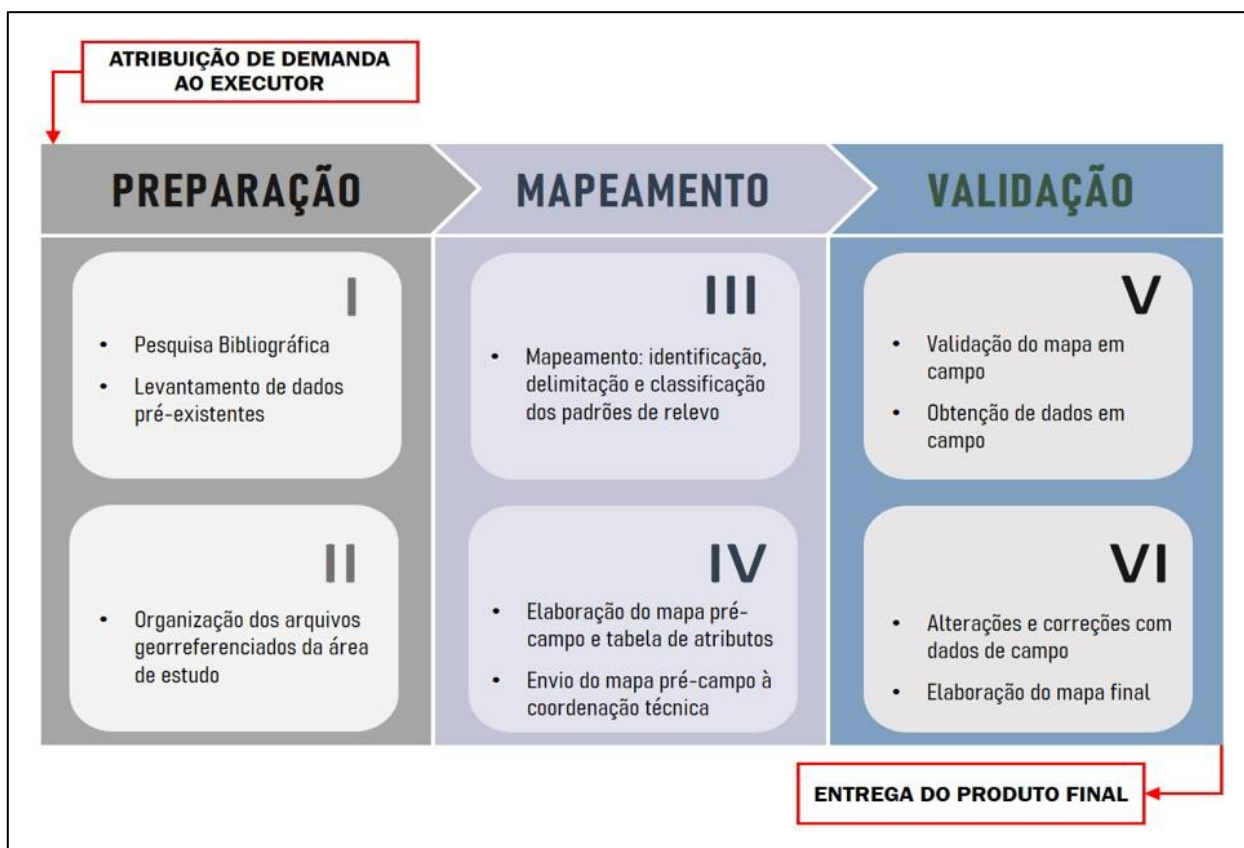 ATRIBUIÇÃO DE DEMANDA
AO EXECUTOR
PREPARAÇÃO
MAPEAMENTO
VALIDAÇÃO
I
• Pesquisa Bibliográfica
• Levantamento de dados
pré-existentes
II
• Organização dos arquivos
georreferenciados da área
de estudo
III
• Mapeamento: identificação,
delimitação e classificação
dos padrões de relevo
IV
• Elaboração do mapa pré-
campo e tabela de atributos
• Envio do mapa pré-campo à
coordenação técnica
V
• Validação do mapa em
campo
• Obtenção de dados em
campo
VI
• Alterações e correções com
dados de campo
• Elaboração do mapa final
ENTREGA DO PRODUTO FINAL